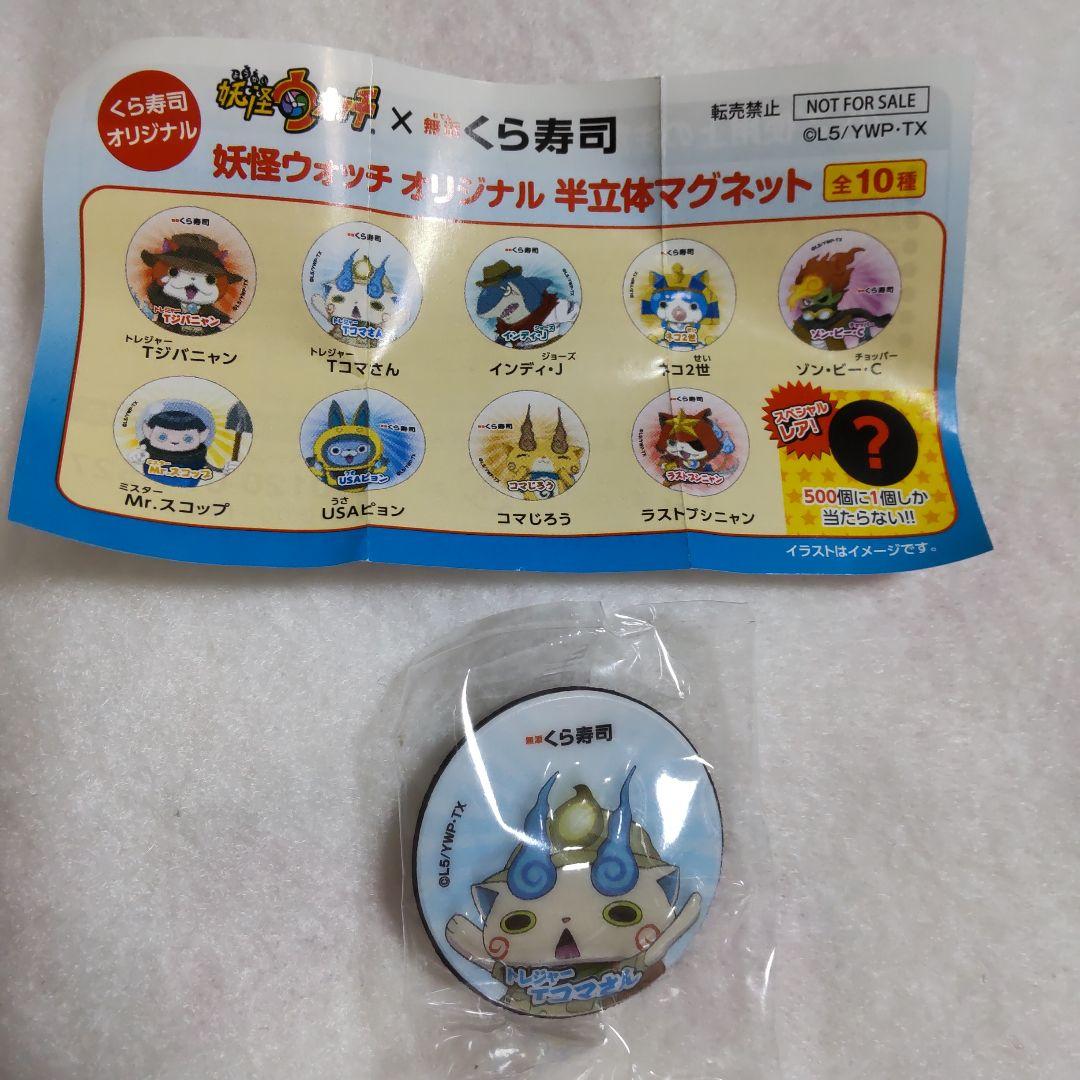 くら寿司
オリジナル
ようかい
妖怪ウォッチ × 無添 くら寿司
転売禁止 NOT FOR SALE
©L5/YWP・TX
妖怪ウォッチ オリジナル 半立体マグネット 全10種
トレジャー
Tジバニャン
トレジャー
Tコマさん
ジョーズ
インディ・J
せい
ネコ2世
チョッパー
ゾン・ビー・C
ミスター
Mr.スコップ
うさ
USAピョン
コマじろう
ラストブシニャン
スペシャル
レア!
?
500個に1個しか
当たらない!!
イラストはイメージです。
無添 くら寿司
©L5/YWP・TX
トレジャー
Tコマさん